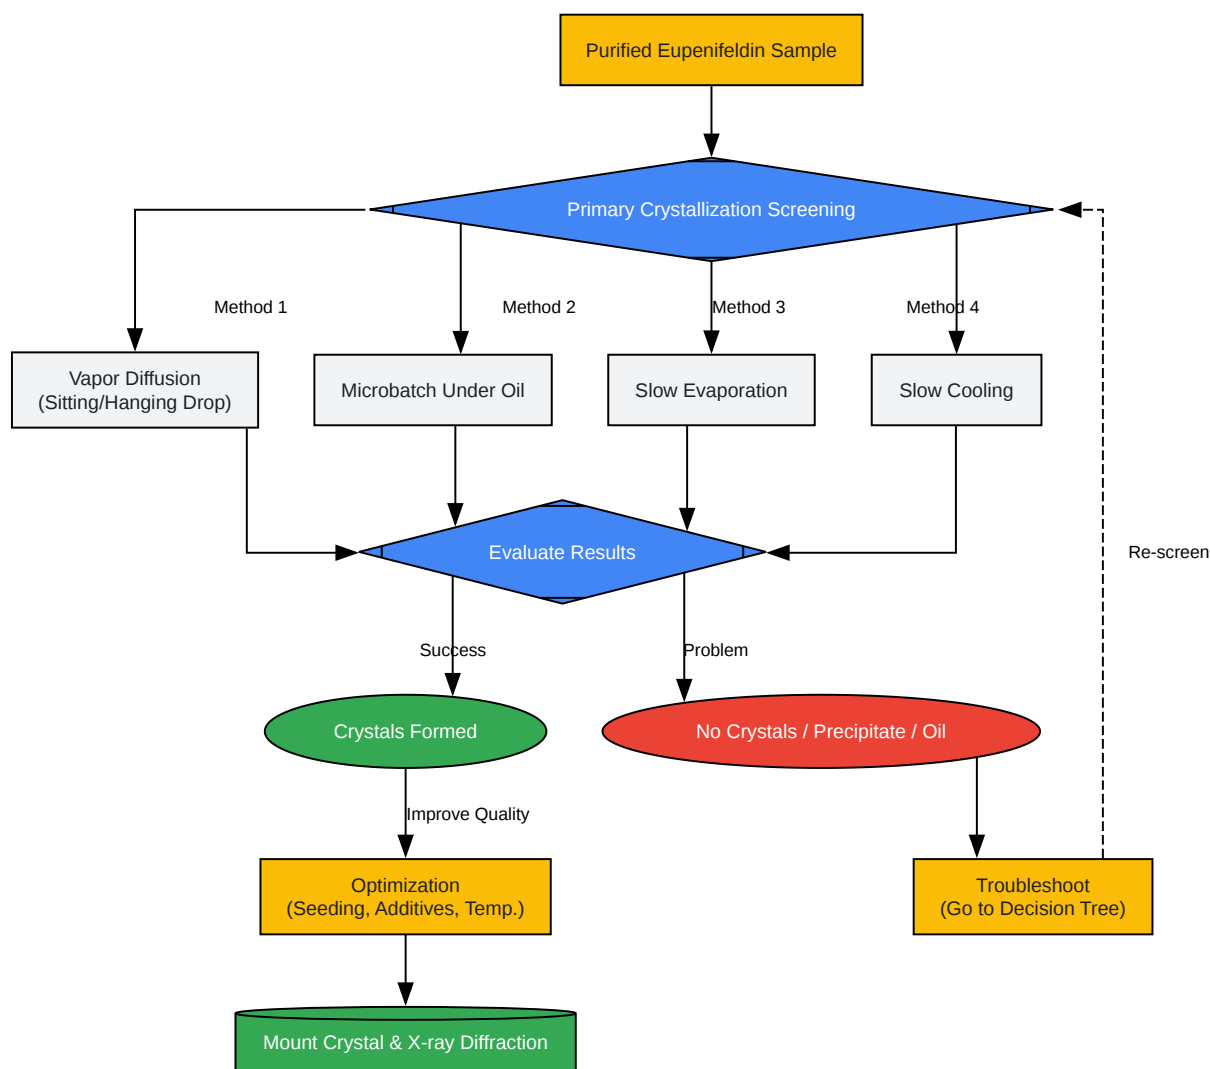 Purified Eupenifeldin Sample
Primary Crystallization Screening
Method 1
Method 2
Method 3
Method 4
Vapor Diffusion
(Sitting/Hanging Drop)
Microbatch Under Oil
Slow Evaporation
Slow Cooling
Evaluate Results
Re-screen
Success
Problem
Crystals Formed
No Crystals / Precipitate / Oil
Improve Quality
Optimization
(Seeding, Additives, Temp.)
Troubleshoot
(Go to Decision Tree)
Mount Crystal & X-ray Diffraction